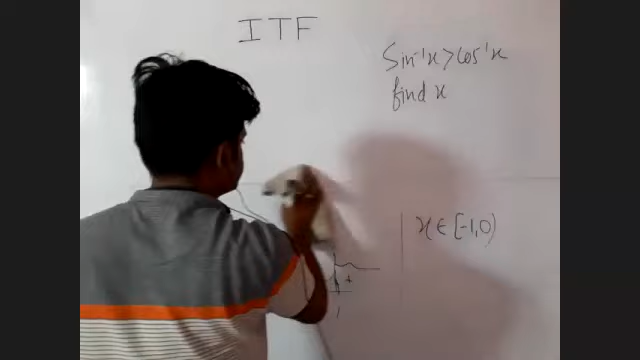 ITF
Sin⁻¹x > cos⁻¹x
find x
x ∈ [-1,0)